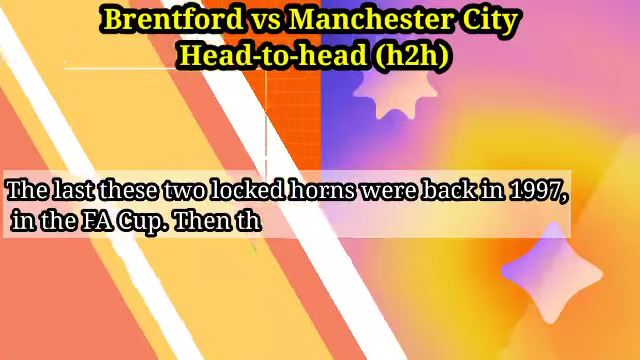 Brentford vs Manchester City
Head-to-head (h2h)
The last these two locked horns were back in 1997,
in the FA Cup. Then th